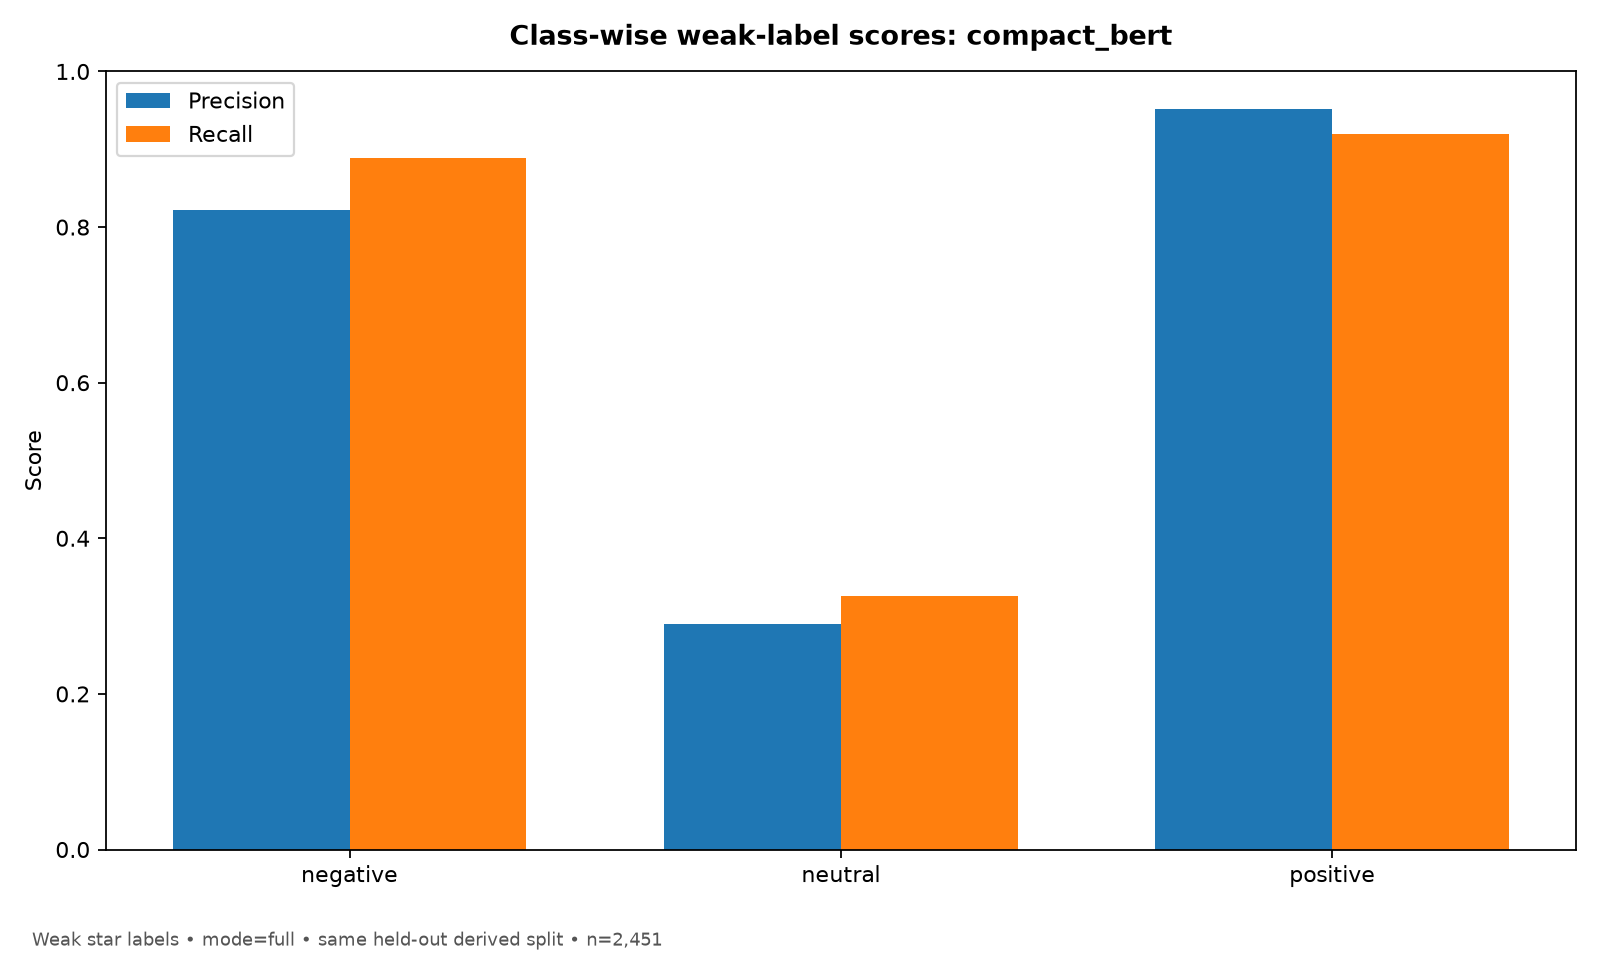 Class-wise weak-label scores: compact_bert
Precision
Recall
Score
1.0
0.8
0.6
0.4
0.2
0.0
negative neutral positive
Weak star labels • mode=full • same held-out derived split • n=2,451